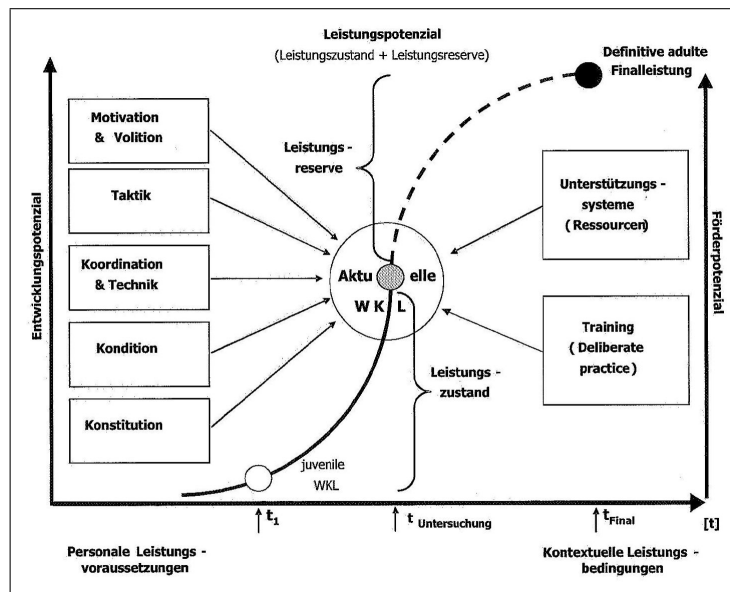 Leistungspotenzial
(Leistungszustand + Leistungsreserve)
Definitive adulte
Finalleistung
Entwicklungspotenzial
Motivation
& Volition
Taktik
Koordination
& Technik
Kondition
Konstitution
Leistungs -
reserve
Aktu elle
W K L
Leistungs -
zustand
juvenile
WKL
Unterstützungs -
systeme
(Ressourcen)
Training
(Deliberate
practice)
Förderpotenzial
t1
t Untersuchung
tFinal
[t]
Personale Leistungs -
voraussetzungen
Kontextuelle Leistungs -
bedingungen